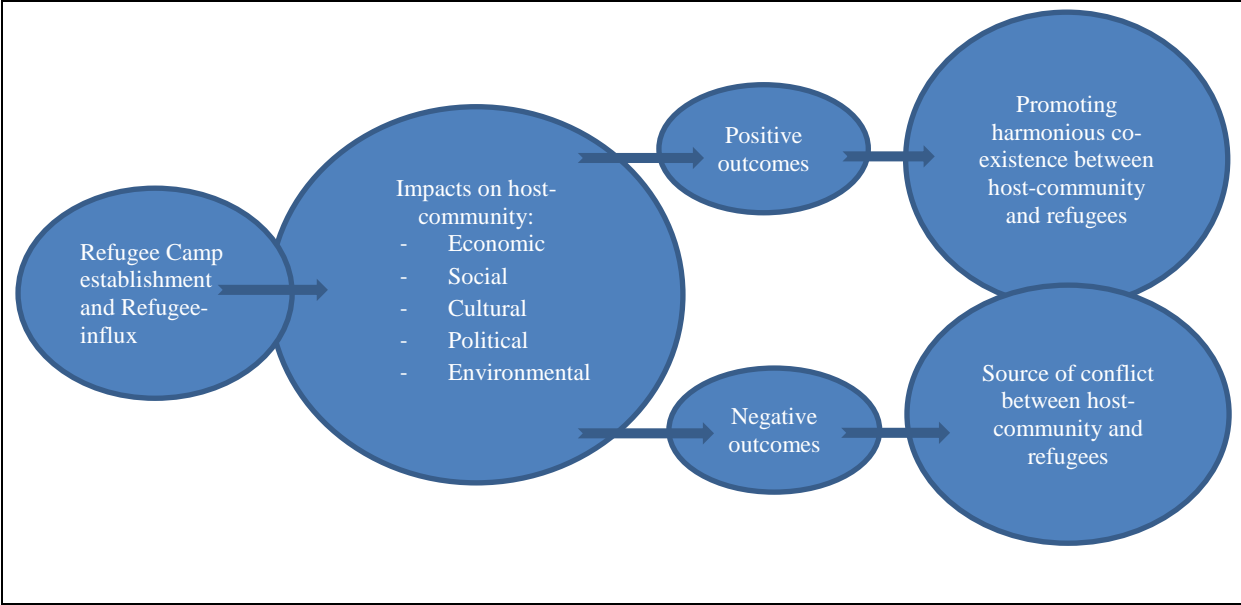 Refugee Camp
establishment
and Refugee-
influx
Impacts on host-
community:
- Economic
- Social
- Cultural
- Political
- Environmental
Positive
outcomes
Promoting
harmonious co-
existence between
host-community
and refugees
Negative
outcomes
Source of conflict
between host-
community and
refugees